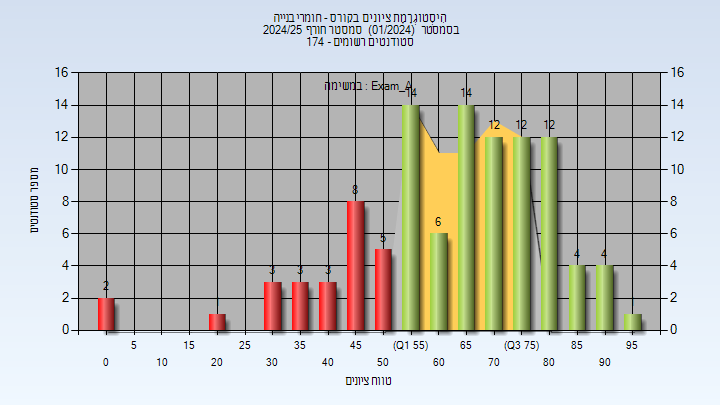 הִיסְטוֹגְרָמַת ציונים בקורס - חומרי בנייה
בסמסטר (01/2024) סמסטר חורף 2024/25
סטודנטים רשומים - 174
במשימה : Exam_A
מספר סטודנטים
16 16
14 14
12 12
10 10
8 8
6 6
4 4
2 2
0 0
2 1 3 3 3 8 5 14 6 14 12 12 12 4 4 1
5 15 25 35 45 (Q1 55) 65 (Q3 75) 85 95
0 10 20 30 40 50 60 70 80 90
טווח ציונים